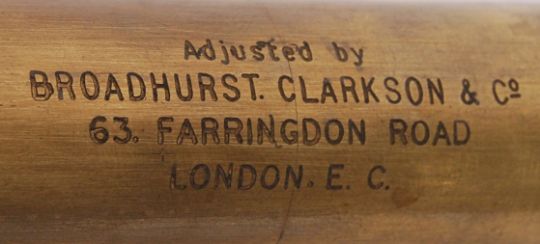 Adjusted by
BROADHURST. CLARKSON & Cº
63. FARRINGDON ROAD
LONDON. E. C.